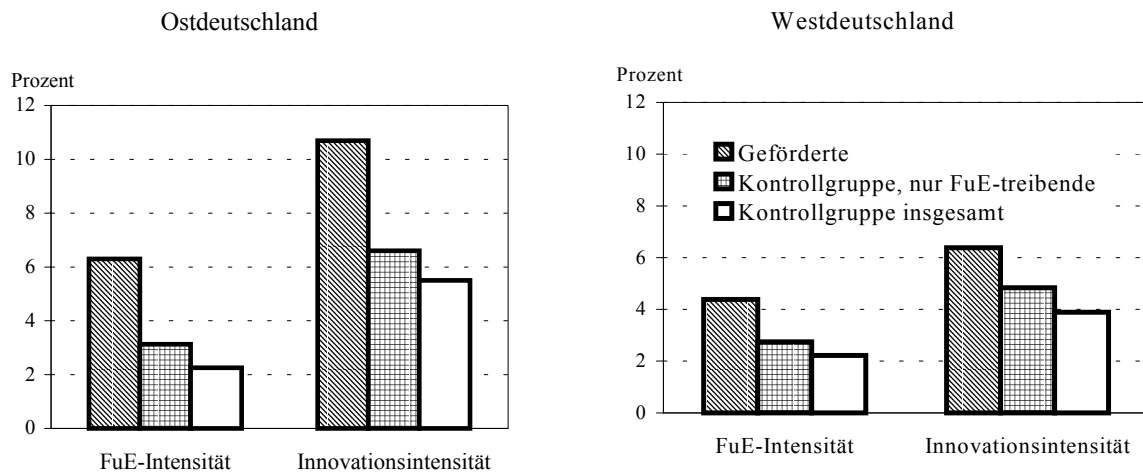 Ostdeutschland
Prozent
12
10
8
6
4
2
0
FuE-Intensität
Innovationsintensität
Westdeutschland
Prozent
12
10
8
6
4
2
0
Geförderte
Kontrollgruppe, nur FuE-treibende
Kontrollgruppe insgesamt
FuE-Intensität
Innovationsintensität